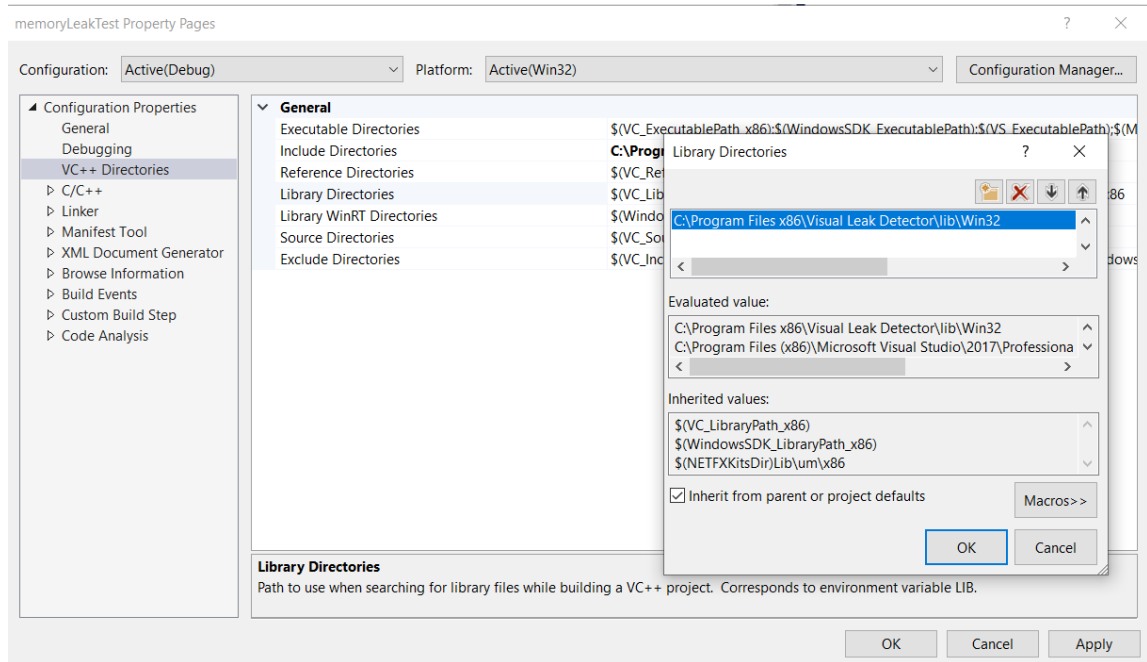 memoryLeakTest Property Pages
?
Configuration: Active(Debug) Platform: Active(Win32) Configuration Manager...
Configuration Properties
General
Debugging
VC++ Directories
C/C++
Linker
Manifest Tool
XML Document Generator
Browse Information
Build Events
Custom Build Step
Code Analysis
General
Executable Directories $(VC_ExecutablePath_x86);$(WindowsSDK_ExecutablePath);$(VS_ExecutablePath);$(M
Include Directories C:\Progr
Reference Directories $(VC_Ref
Library Directories $(VC_Lib x86
Library WinRT Directories $(Windo
Source Directories $(VC_Sou
Exclude Directories $(VC_Inc dows
Library Directories
?
C:\Program Files x86\Visual Leak Detector\lib\Win32
Evaluated value:
C:\Program Files x86\Visual Leak Detector\lib\Win32
C:\Program Files (x86)\Microsoft Visual Studio\2017\Professiona
Inherited values:
$(VC_LibraryPath_x86)
$(WindowsSDK_LibraryPath_x86)
$(NETFXKitsDir)Lib\um\x86
Inherit from parent or project defaults
Macros>>
OK Cancel
Library Directories
Path to use when searching for library files while building a VC++ project. Corresponds to environment variable LIB.
OK Cancel Apply